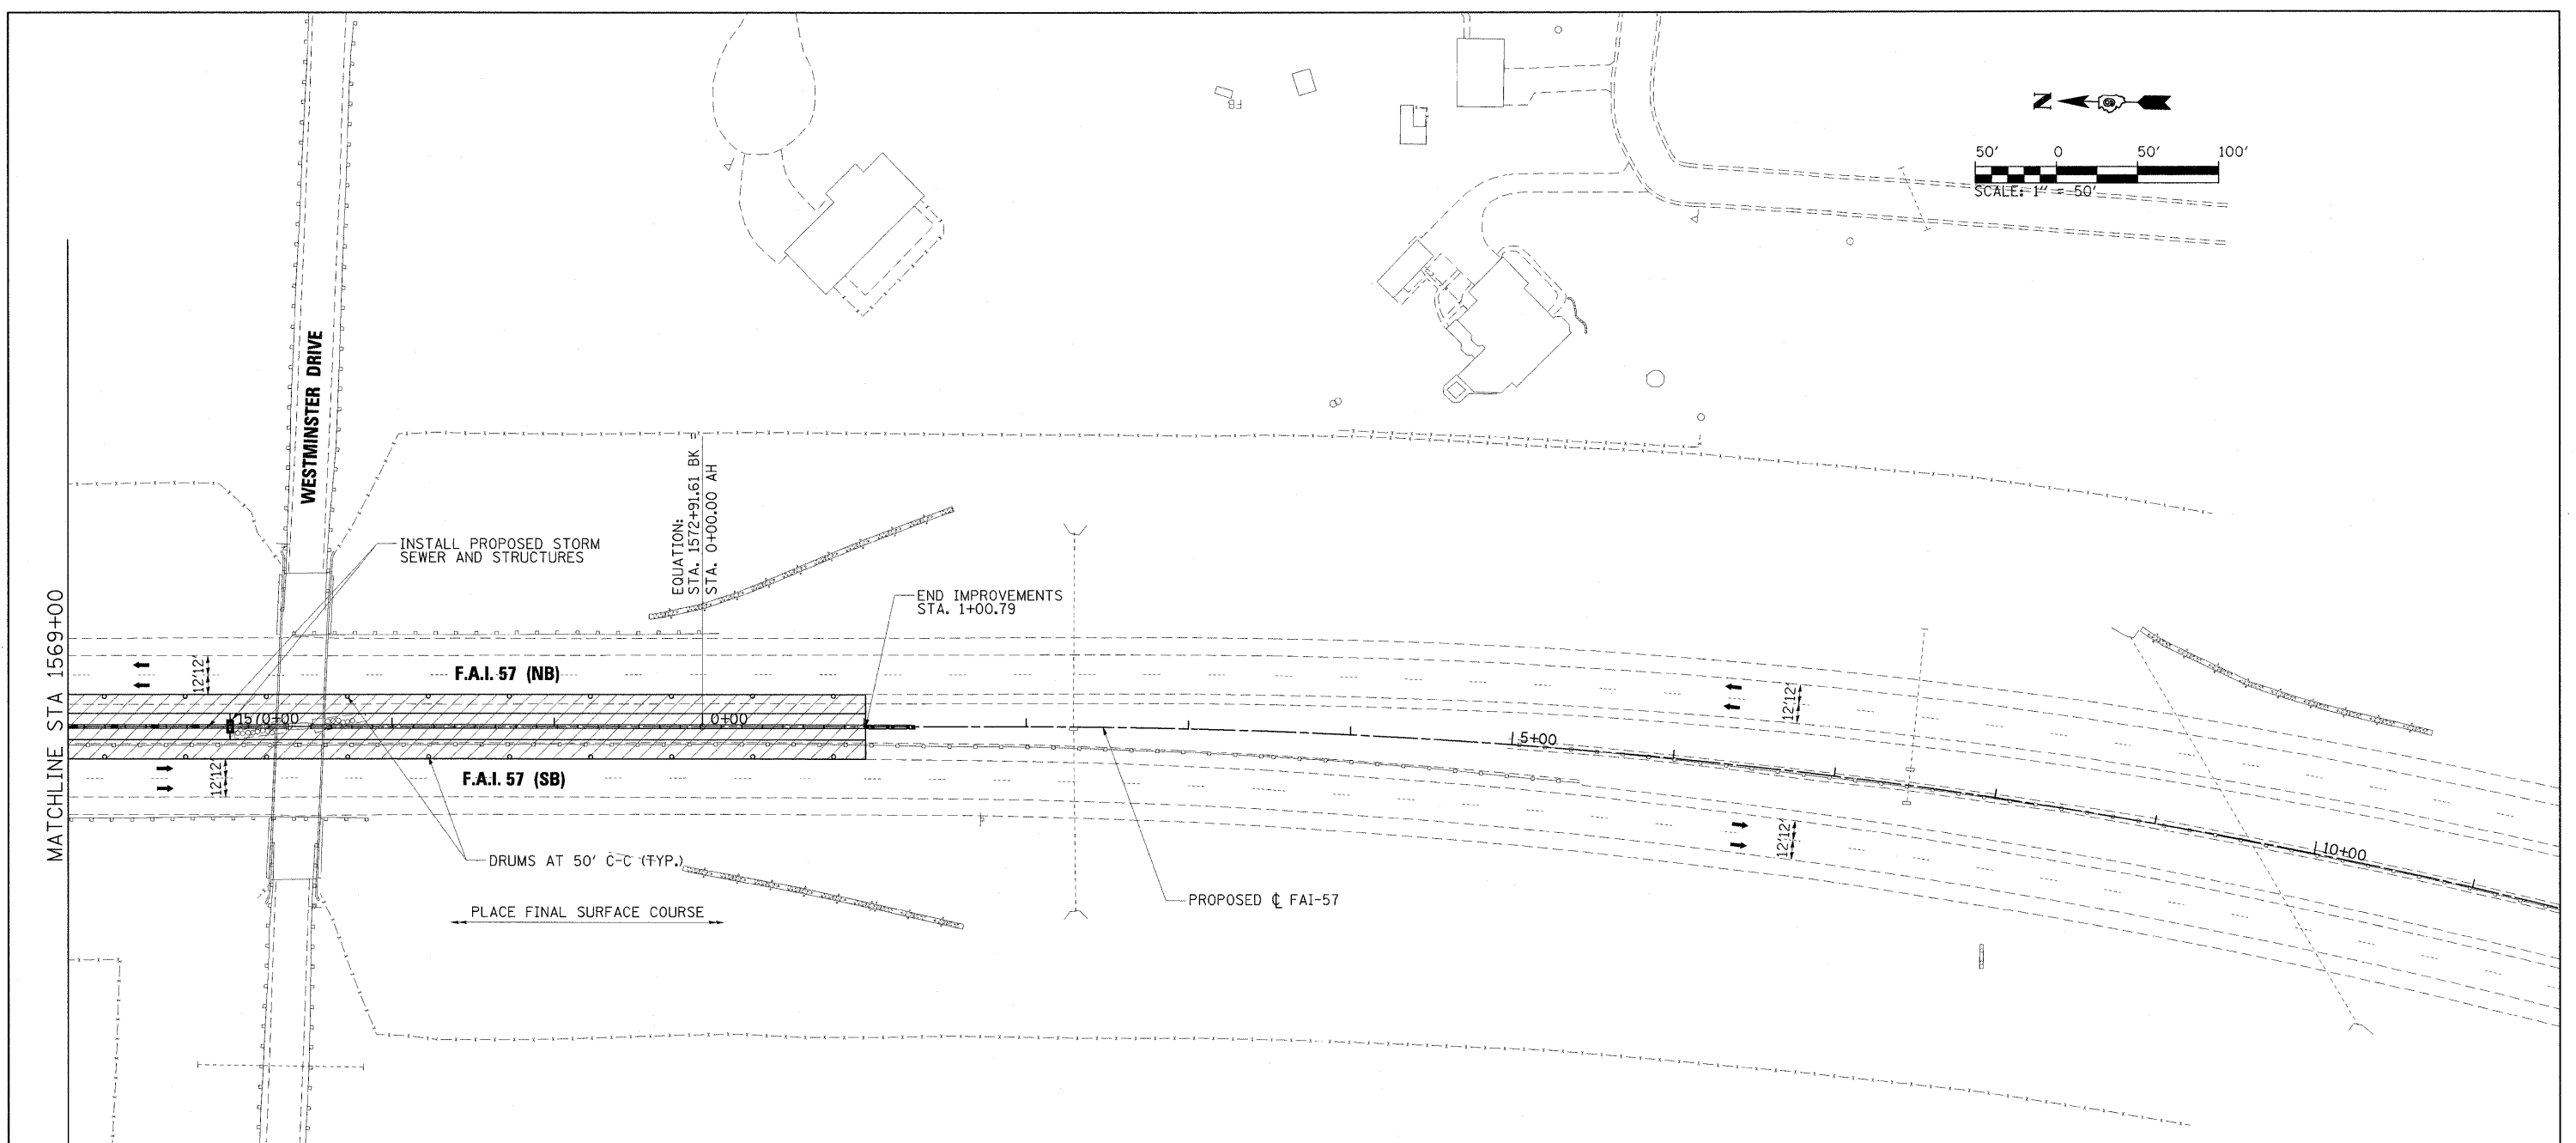 N
50' 0 50' 100'
SCALE: 1" = 50'
FB
WESTMINSTER DRIVE
MATCHLINE STA 1569+00
INSTALL PROPOSED STORM
SEWER AND STRUCTURES
EQUATION:
STA. 1572+91.61 BK
STA. 0+00.00 AH
END IMPROVEMENTS
STA. 1+00.79
12' 12'
F.A.I. 57 (NB)
12' 12'
1570+00
0+00
5+00
10+00
12' 12'
F.A.I. 57 (SB)
12' 12'
DRUMS AT 50' C-C (TYP.)
PLACE FINAL SURFACE COURSE
PROPOSED ℄ FAI-57